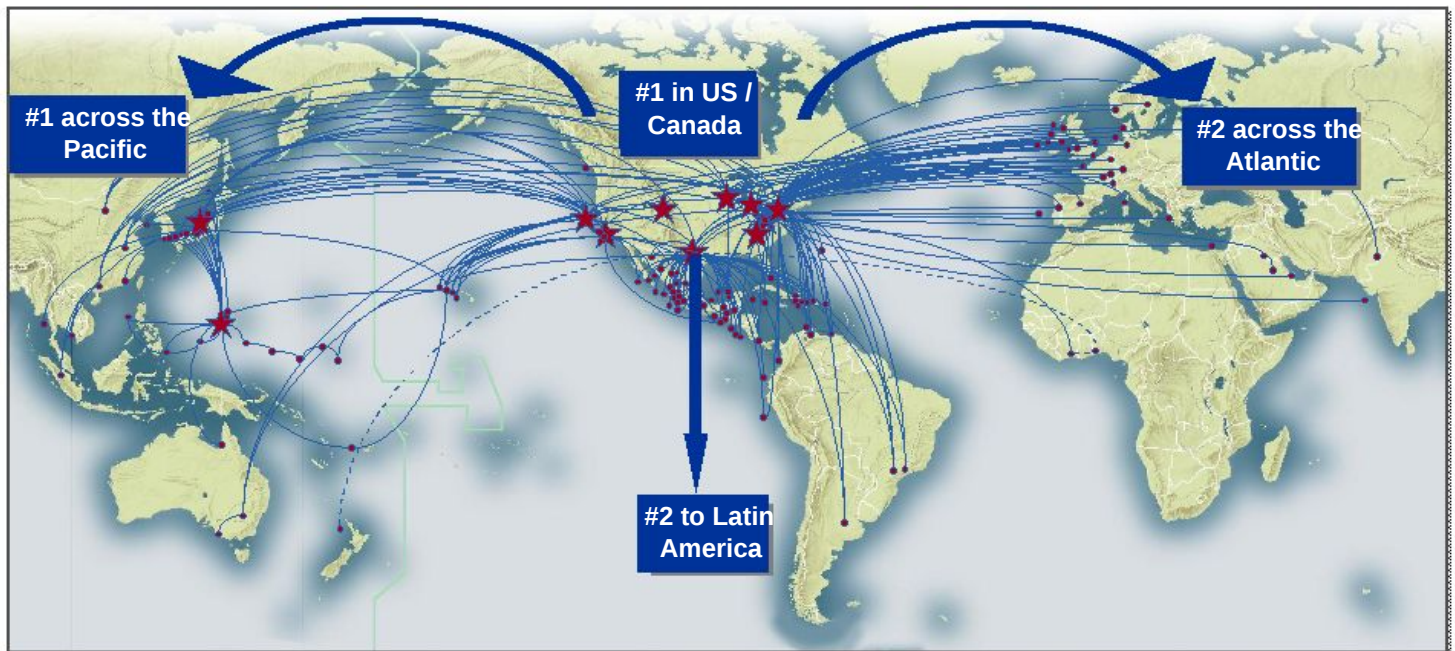 #1 across the
Pacific
#1 in US /
Canada
#2 across the
Atlantic
#2 to Latin
America